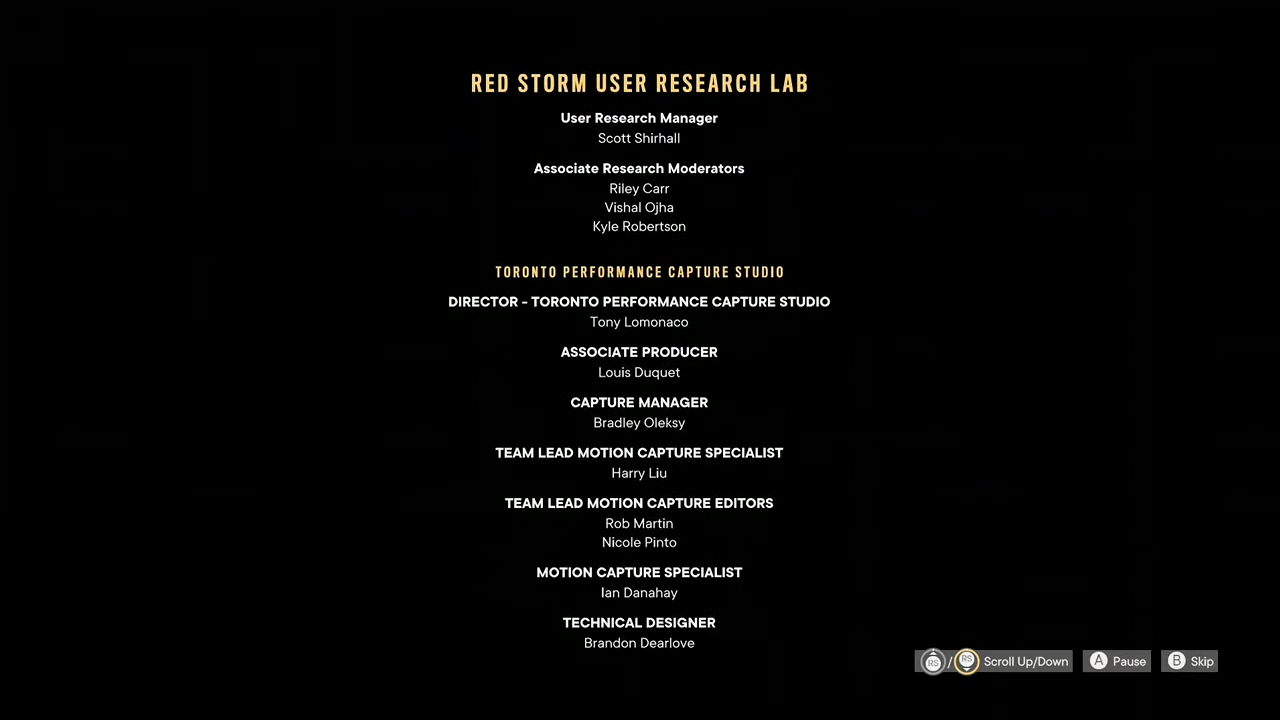 RED STORM USER RESEARCH LAB
User Research Manager
Scott Shirhall
Associate Research Moderators
Riley Carr
Vishal Ojha
Kyle Robertson
TORONTO PERFORMANCE CAPTURE STUDIO
DIRECTOR - TORONTO PERFORMANCE CAPTURE STUDIO
Tony Lomonaco
ASSOCIATE PRODUCER
Louis Duquet
CAPTURE MANAGER
Bradley Oleksy
TEAM LEAD MOTION CAPTURE SPECIALIST
Harry Liu
TEAM LEAD MOTION CAPTURE EDITORS
Rob Martin
Nicole Pinto
MOTION CAPTURE SPECIALIST
Ian Danahay
TECHNICAL DESIGNER
Brandon Dearlove
RS / RS Scroll Up/Down A Pause B Skip